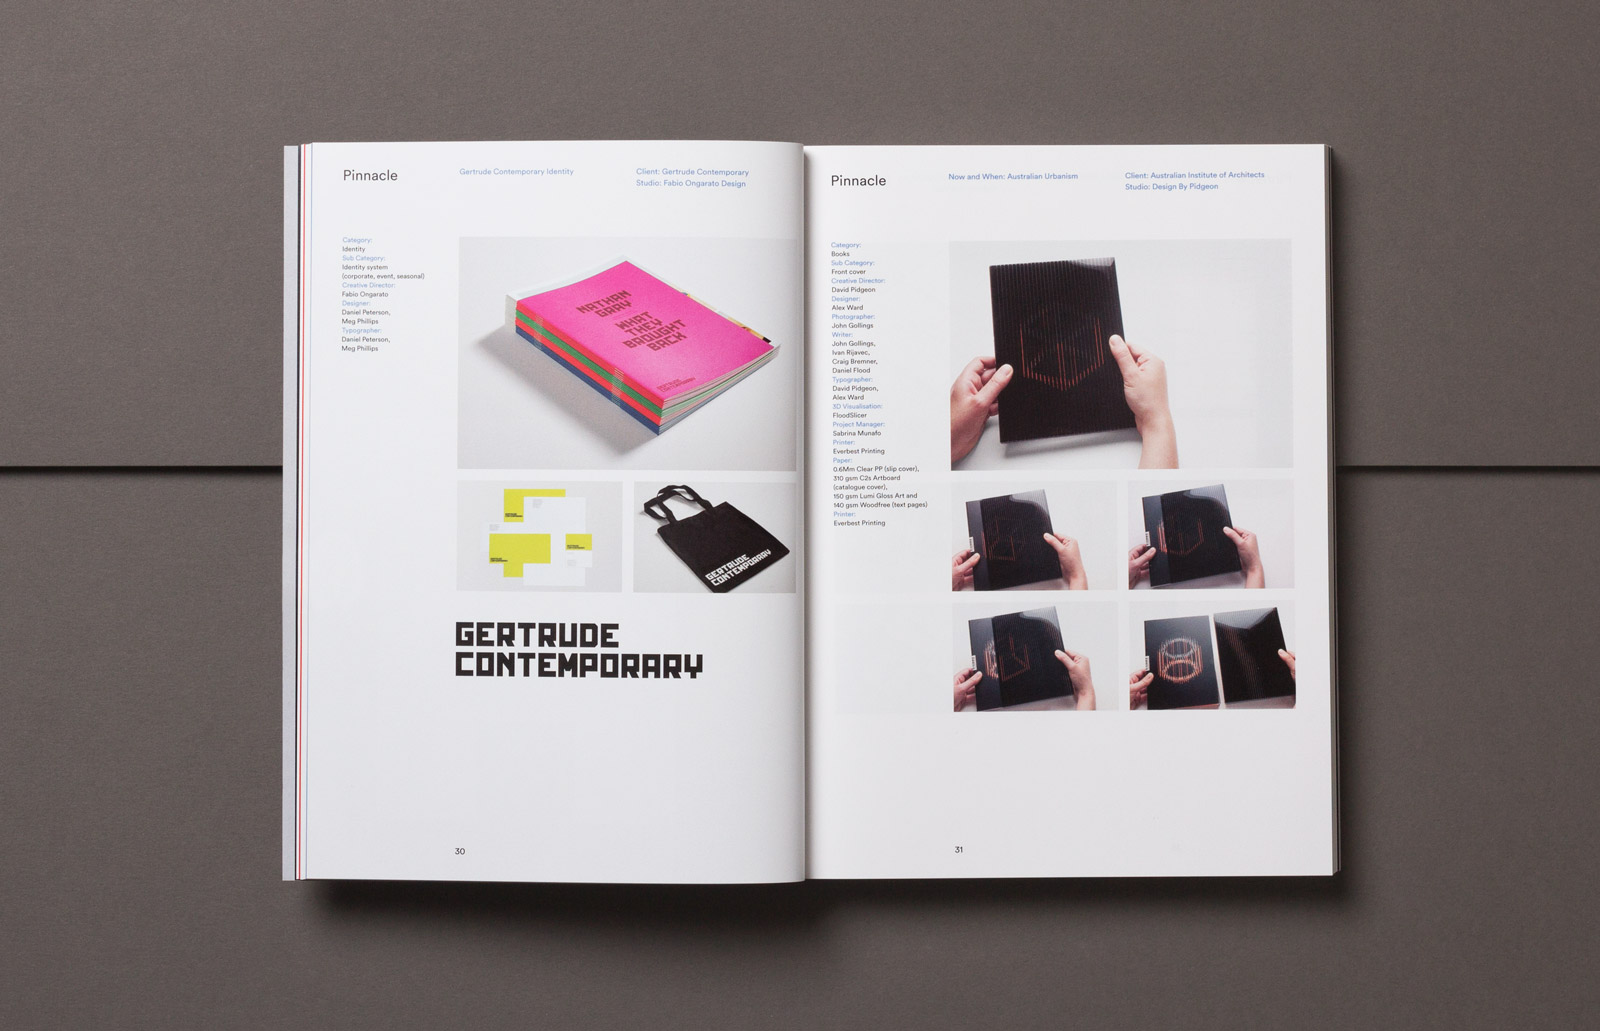 Pinnacle
Gertrude Contemporary Identity
Client: Gertrude Contemporary
Studio: Fabio Ongarato Design
Category:
Identity
Sub Category:
Identity system
(corporate, event, seasonal)
Creative Director:
Fabio Ongarato
Designer:
Daniel Peterson,
Meg Phillips
Typographer:
Daniel Peterson,
Meg Phillips
NATHAN
GRAY
WHAT
THEY
BROUGHT
BACK
GERTRUDE
CONTEMPORARY
GERTRUDE
CONTEMPORARY
GERTRUDE
CONTEMPORARY
30
Pinnacle
Now and When: Australian Urbanism
Client: Australian Institute of Architects
Studio: Design By Pidgeon
Category:
Books
Sub Category:
Front cover
Creative Director:
David Pidgeon
Designer:
Alex Ward
Photographer:
John Gollings
Writer:
John Gollings,
Ivan Rijavec,
Craig Bremner,
Daniel Flood
Typographer:
David Pidgeon,
Alex Ward
3D Visualisation:
FloodSlicer
Project Manager:
Sabrina Munafo
Printer:
Everbest Printing
Paper:
0.6Mm Clear PP (slip cover),
310 gsm C2s Artboard
(catalogue cover),
150 gsm Lumi Gloss Art and
140 gsm Woodfree (text pages)
Printer:
Everbest Printing
31